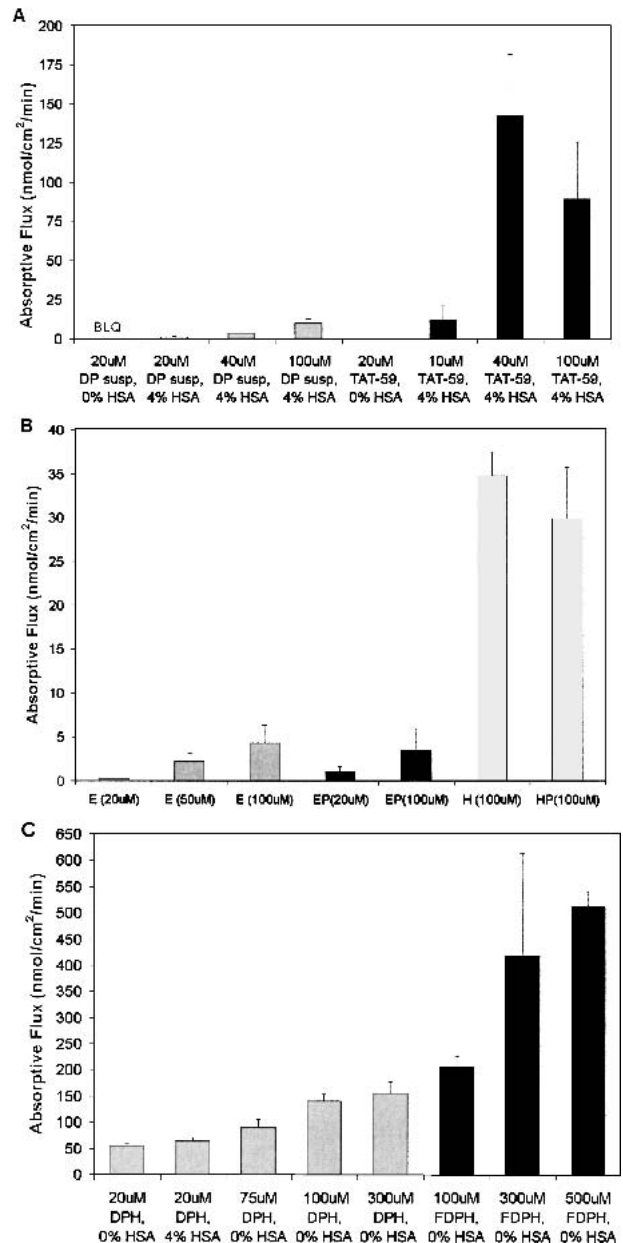 A
Absorptive Flux (nmol/cm²/min)
200
175
150
125
100
75
50
25
0
BLQ
20uM 20uM 40uM 100uM 20uM 10uM 40uM 100uM
DP susp, DP susp, DP susp, DP susp, TAT-59, TAT-59, TAT-59, TAT-59,
0% HSA 4% HSA 4% HSA 4% HSA 0% HSA 4% HSA 4% HSA 4% HSA
B
Absorptive Flux (nmol/cm²/min)
40
35
30
25
20
15
10
5
0
E (20uM) E (50uM) E (100uM) EP(20uM) EP(100uM) H (100uM) HP(100uM)
C
Absorptive Flux (nmol/cm²/min)
650
600
550
500
450
400
350
300
250
200
150
100
50
0
20uM 20uM 75uM 100uM 300uM 100uM 300uM 500uM
DPH, DPH, DPH, DPH, DPH, FDPH, FDPH, FDPH,
0% HSA 4% HSA 0% HSA 0% HSA 0% HSA 0% HSA 0% HSA 0% HSA